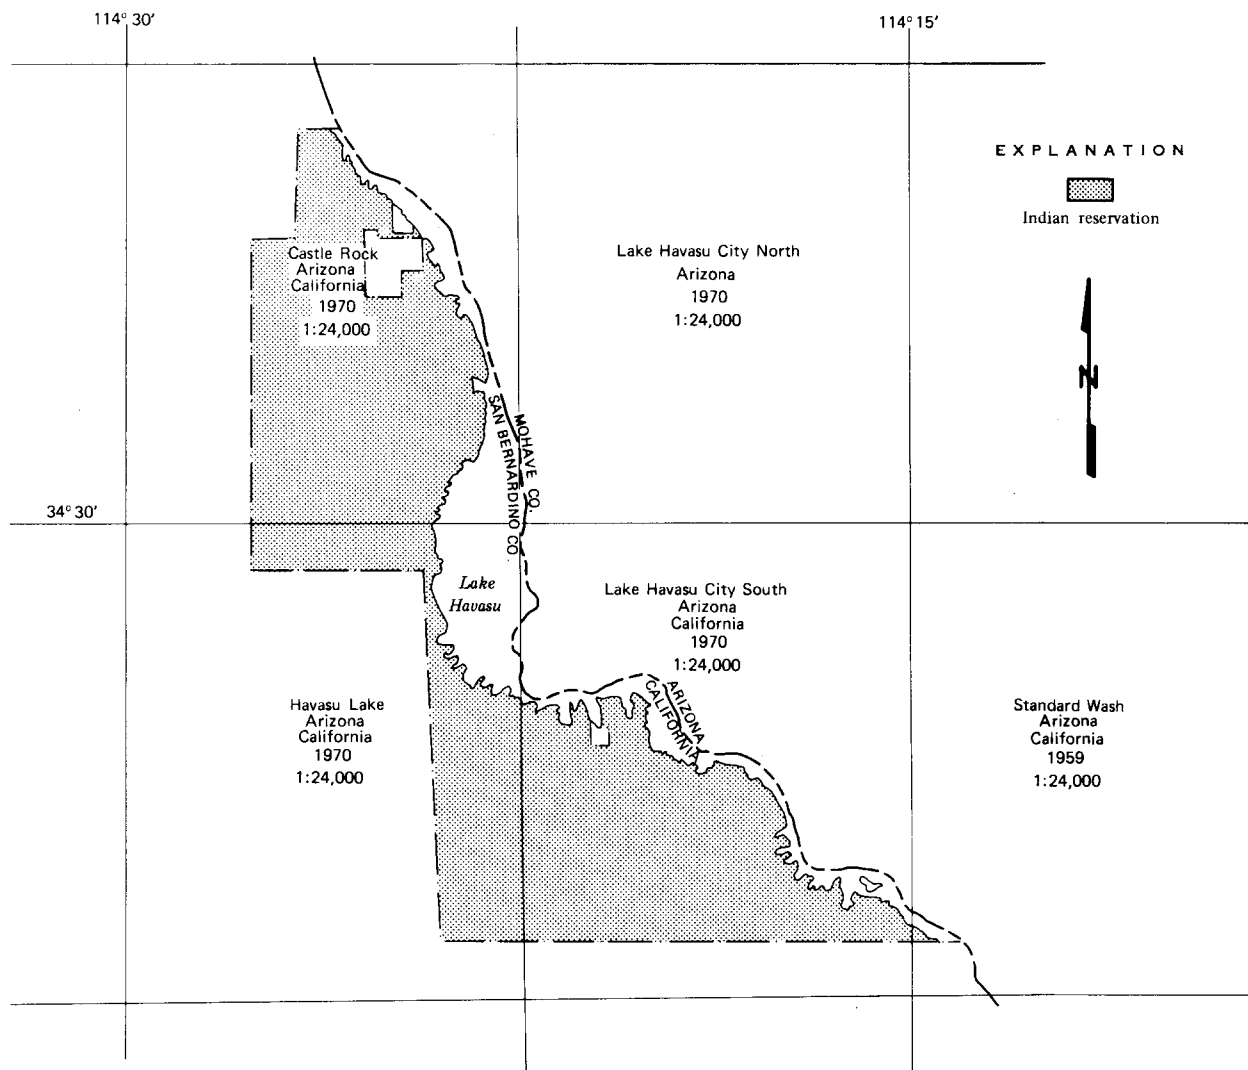 114° 30'
114° 15'
EXPLANATION
Indian reservation
Castle Rock
Arizona
California
1970
1:24,000
Lake Havasu City North
Arizona
1970
1:24,000
N
MOHAVE CO.
SAN BERNARDINO CO
34° 30'
Lake
Havasu
Lake Havasu City South
Arizona
California
1970
1:24,000
ARIZONA
CALIFORNIA
Havasu Lake
Arizona
California
1970
1:24,000
Standard Wash
Arizona
California
1959
1:24,000